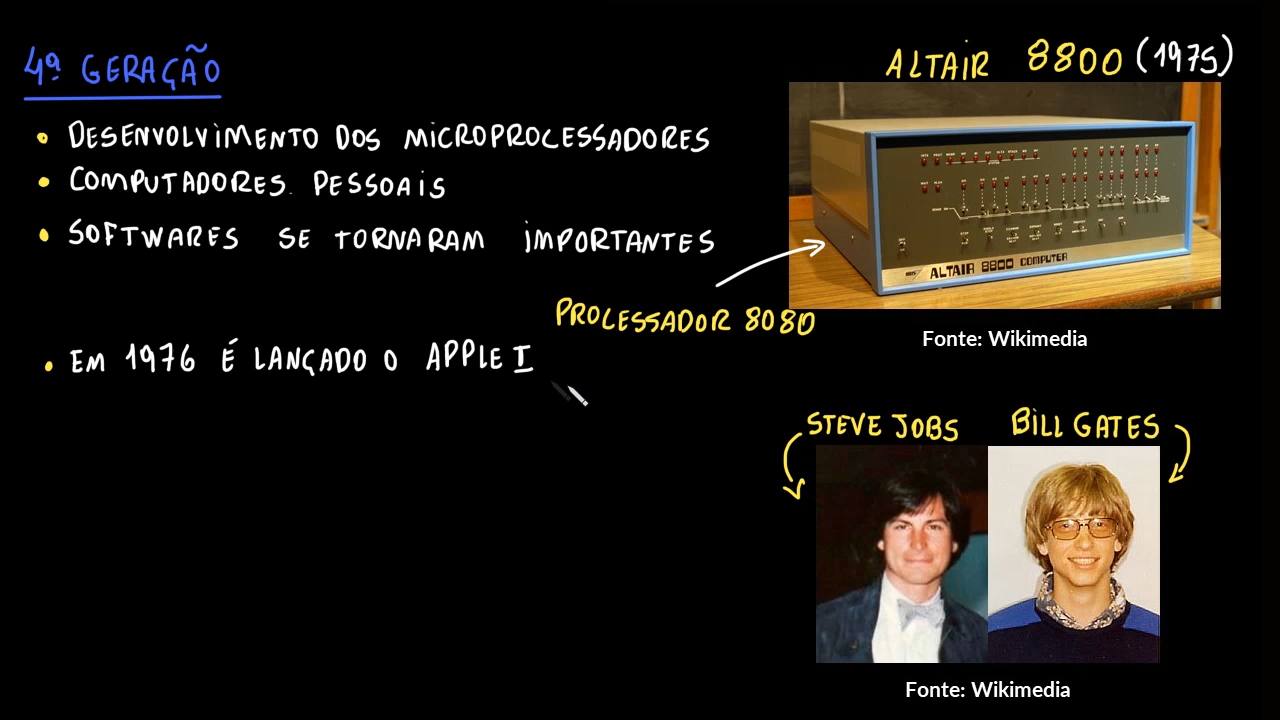 4ª GERAÇÃO
• DESENVOLVIMENTO DOS MICROPROCESSADORES
• COMPUTADORES PESSOAIS
• SOFTWARES SE TORNARAM IMPORTANTES
• EM 1976 É LANÇADO O APPLE I
ALTAIR 8800 (1975)
ALTAIR 8800 COMPUTER
PROCESSADOR 8080
Fonte: Wikimedia
STEVE JOBS
BILL GATES
Fonte: Wikimedia